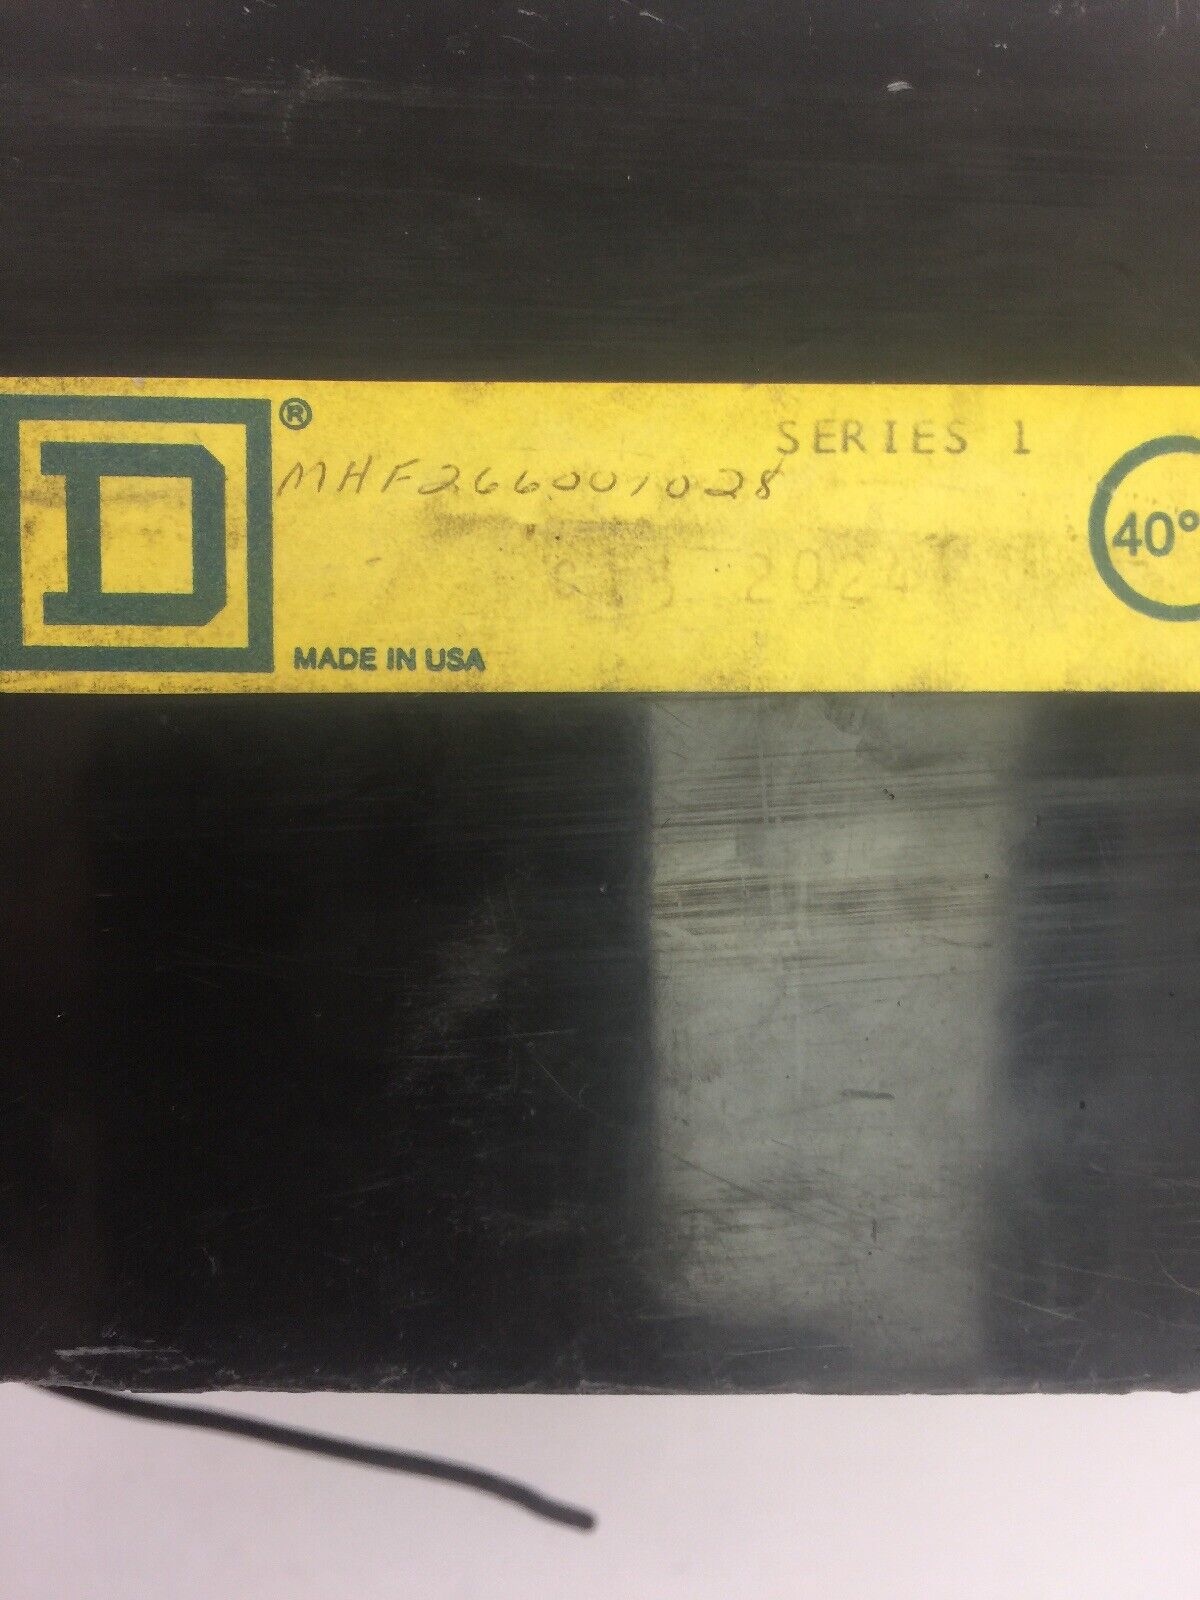 D ®
SERIES 1
MHF266001028
40°
MADE IN USA